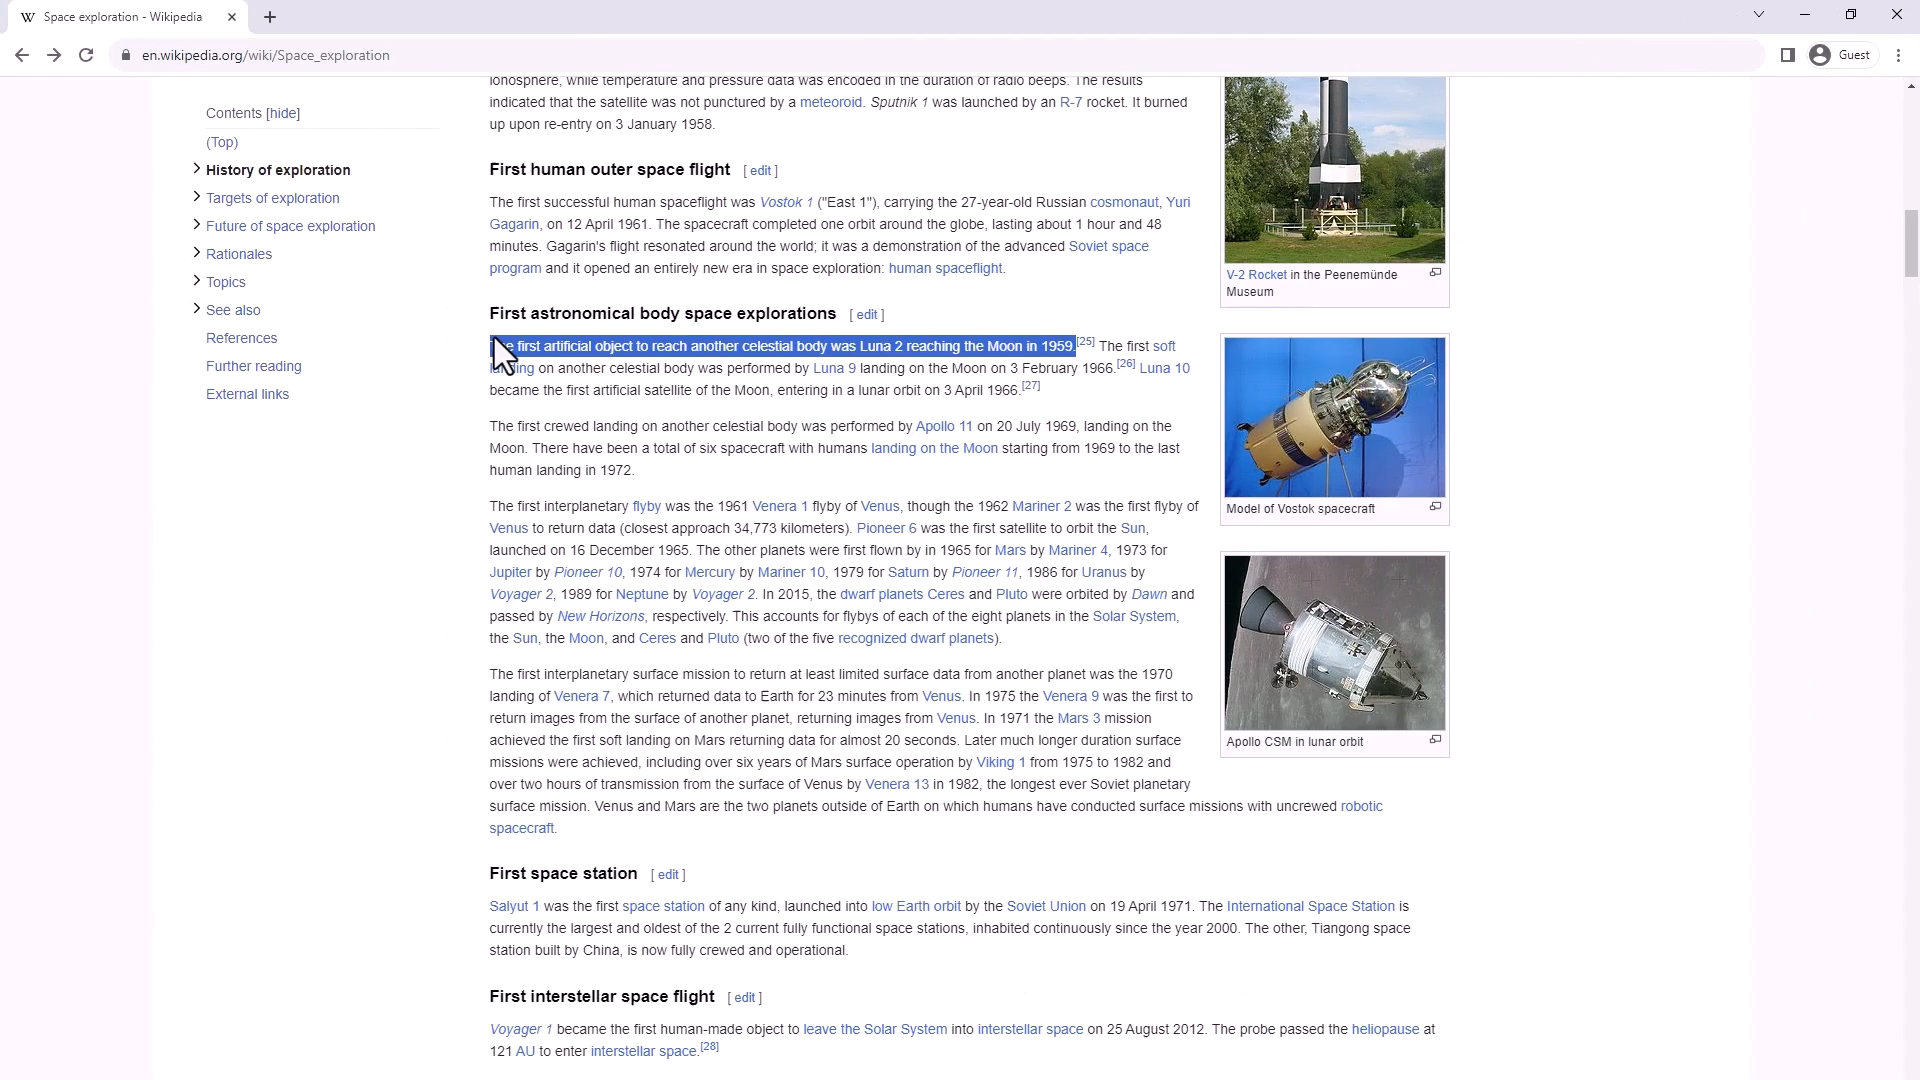 Space exploration - Wikipedia
en.wikipedia.org/wiki/Space_exploration
Guest
Contents [hide]
(Top)
History of exploration
Targets of exploration
Future of space exploration
Rationales
Topics
See also
References
Further reading
External links
ionosphere, while temperature and pressure data was encoded in the duration of radio beeps. The results
indicated that the satellite was not punctured by a meteoroid. Sputnik 1 was launched by an R-7 rocket. It burned
up upon re-entry on 3 January 1958.
First human outer space flight [ edit ]
The first successful human spaceflight was Vostok 1 ("East 1"), carrying the 27-year-old Russian cosmonaut, Yuri
Gagarin, on 12 April 1961. The spacecraft completed one orbit around the globe, lasting about 1 hour and 48
minutes. Gagarin's flight resonated around the world; it was a demonstration of the advanced Soviet space
program and it opened an entirely new era in space exploration: human spaceflight.
First astronomical body space explorations [ edit ]
The first artificial object to reach another celestial body was Luna 2 reaching the Moon in 1959.[25] The first soft
landing on another celestial body was performed by Luna 9 landing on the Moon on 3 February 1966.[26] Luna 10
became the first artificial satellite of the Moon, entering in a lunar orbit on 3 April 1966.[27]
The first crewed landing on another celestial body was performed by Apollo 11 on 20 July 1969, landing on the
Moon. There have been a total of six spacecraft with humans landing on the Moon starting from 1969 to the last
human landing in 1972.
The first interplanetary flyby was the 1961 Venera 1 flyby of Venus, though the 1962 Mariner 2 was the first flyby of
Venus to return data (closest approach 34,773 kilometers). Pioneer 6 was the first satellite to orbit the Sun,
launched on 16 December 1965. The other planets were first flown by in 1965 for Mars by Mariner 4, 1973 for
Jupiter by Pioneer 10, 1974 for Mercury by Mariner 10, 1979 for Saturn by Pioneer 11, 1986 for Uranus by
Voyager 2, 1989 for Neptune by Voyager 2. In 2015, the dwarf planets Ceres and Pluto were orbited by Dawn and
passed by New Horizons, respectively. This accounts for flybys of each of the eight planets in the Solar System,
the Sun, the Moon, and Ceres and Pluto (two of the five recognized dwarf planets).
The first interplanetary surface mission to return at least limited surface data from another planet was the 1970
landing of Venera 7, which returned data to Earth for 23 minutes from Venus. In 1975 the Venera 9 was the first to
return images from the surface of another planet, returning images from Venus. In 1971 the Mars 3 mission
achieved the first soft landing on Mars returning data for almost 20 seconds. Later much longer duration surface
missions were achieved, including over six years of Mars surface operation by Viking 1 from 1975 to 1982 and
over two hours of transmission from the surface of Venus by Venera 13 in 1982, the longest ever Soviet planetary
surface mission. Venus and Mars are the two planets outside of Earth on which humans have conducted surface missions with uncrewed robotic
spacecraft.
First space station [ edit ]
Salyut 1 was the first space station of any kind, launched into low Earth orbit by the Soviet Union on 19 April 1971. The International Space Station is
currently the largest and oldest of the 2 current fully functional space stations, inhabited continuously since the year 2000. The other, Tiangong space
station built by China, is now fully crewed and operational.
First interstellar space flight [ edit ]
Voyager 1 became the first human-made object to leave the Solar System into interstellar space on 25 August 2012. The probe passed the heliopause at
121 AU to enter interstellar space.[28]
V-2 Rocket in the Peenemünde
Museum
Model of Vostok spacecraft
Apollo CSM in lunar orbit